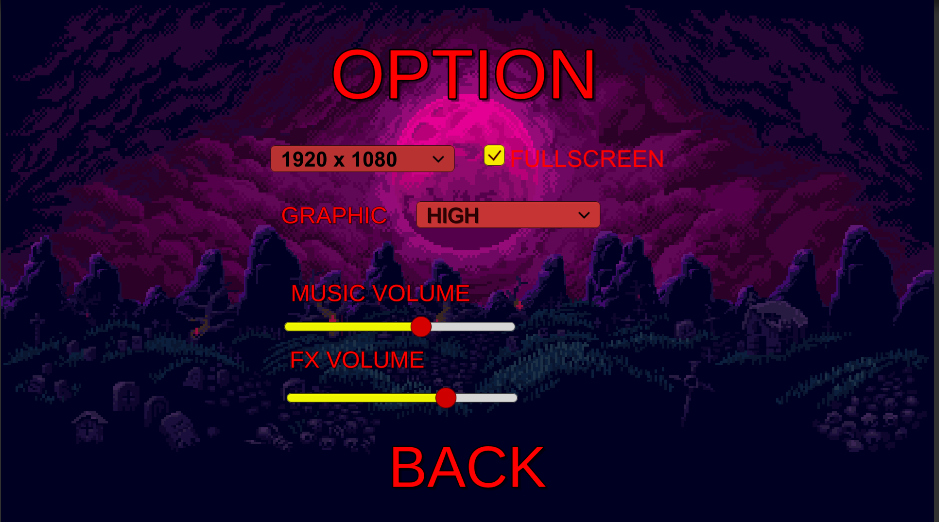 OPTION
1920 x 1080 FULLSCREEN
GRAPHIC HIGH
MUSIC VOLUME
FX VOLUME
BACK